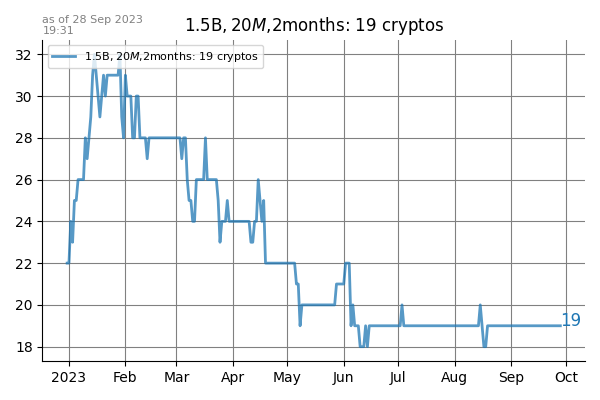 as of 28 Sep 2023
19:31
1.5B, 20M,2months: 19 cryptos
1.5B, 20M,2months: 19 cryptos
32
30
28
26
24
22
20
18
19
2023 Feb Mar Apr May Jun Jul Aug Sep Oct